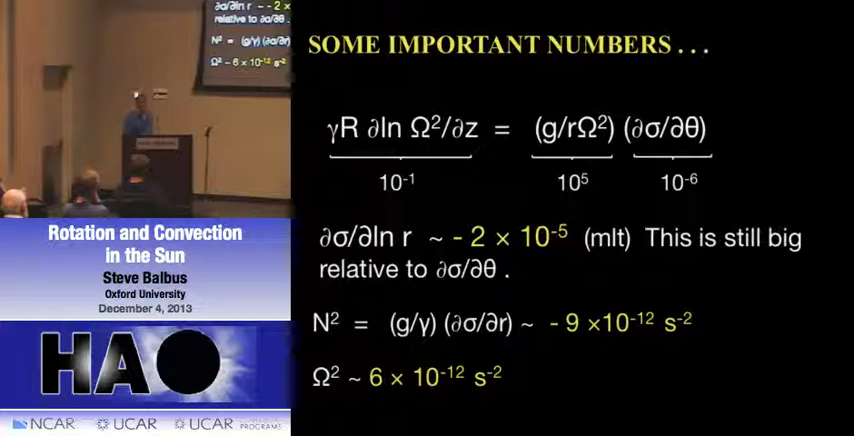 ∂σ/∂ln r ~ - 2 ×
relative to ∂σ/∂θ .
N² = (g/γ) (∂σ/∂r)
Ω² ~ 6 × 10⁻¹² s⁻²
SOME IMPORTANT NUMBERS . . .
γR ∂ln Ω²/∂z = (g/rΩ²) (∂σ/∂θ)
10⁻¹ 10⁵ 10⁻⁶
∂σ/∂ln r ~ - 2 × 10⁻⁵ (mlt) This is still big
relative to ∂σ/∂θ .
N² = (g/γ) (∂σ/∂r) ~ - 9 ×10⁻¹² s⁻²
Ω² ~ 6 × 10⁻¹² s⁻²
Rotation and Convection
in the Sun
Steve Balbus
Oxford University
December 4, 2013
HAO
NCAR UCAR UCAR PROGRAMS